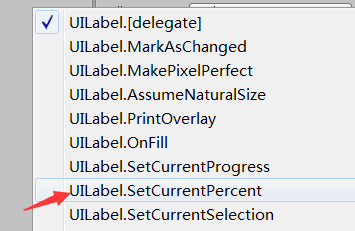 UILabel.[delegate]
UILabel.MarkAsChanged
UILabel.MakePixelPerfect
UILabel.AssumeNaturalSize
UILabel.PrintOverlay
UILabel.OnFill
UILabel.SetCurrentProgress
UILabel.SetCurrentPercent
UILabel.SetCurrentSelection